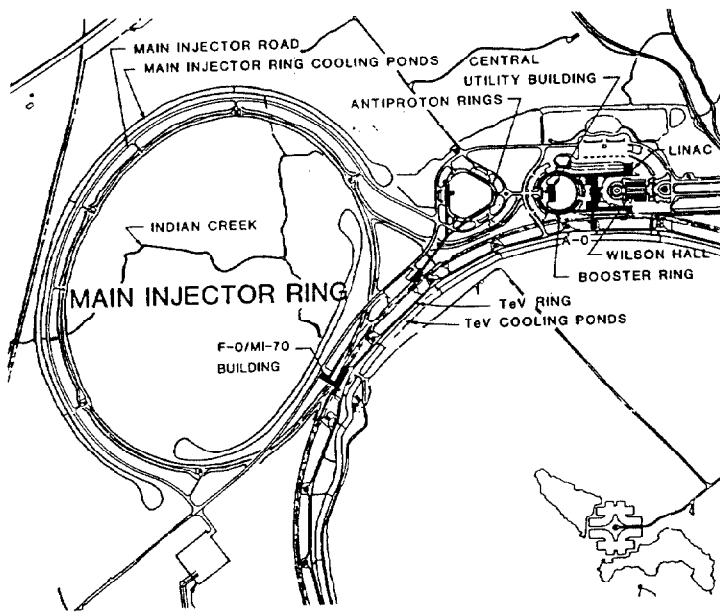 MAIN INJECTOR ROAD
MAIN INJECTOR RING COOLING PONDS
CENTRAL
UTILITY BUILDING
ANTIPROTON RINGS
LINAC
INDIAN CREEK
A-0
WILSON HALL
BOOSTER RING
MAIN INJECTOR RING
TeV RING
TeV COOLING PONDS
F-0/MI-70
BUILDING